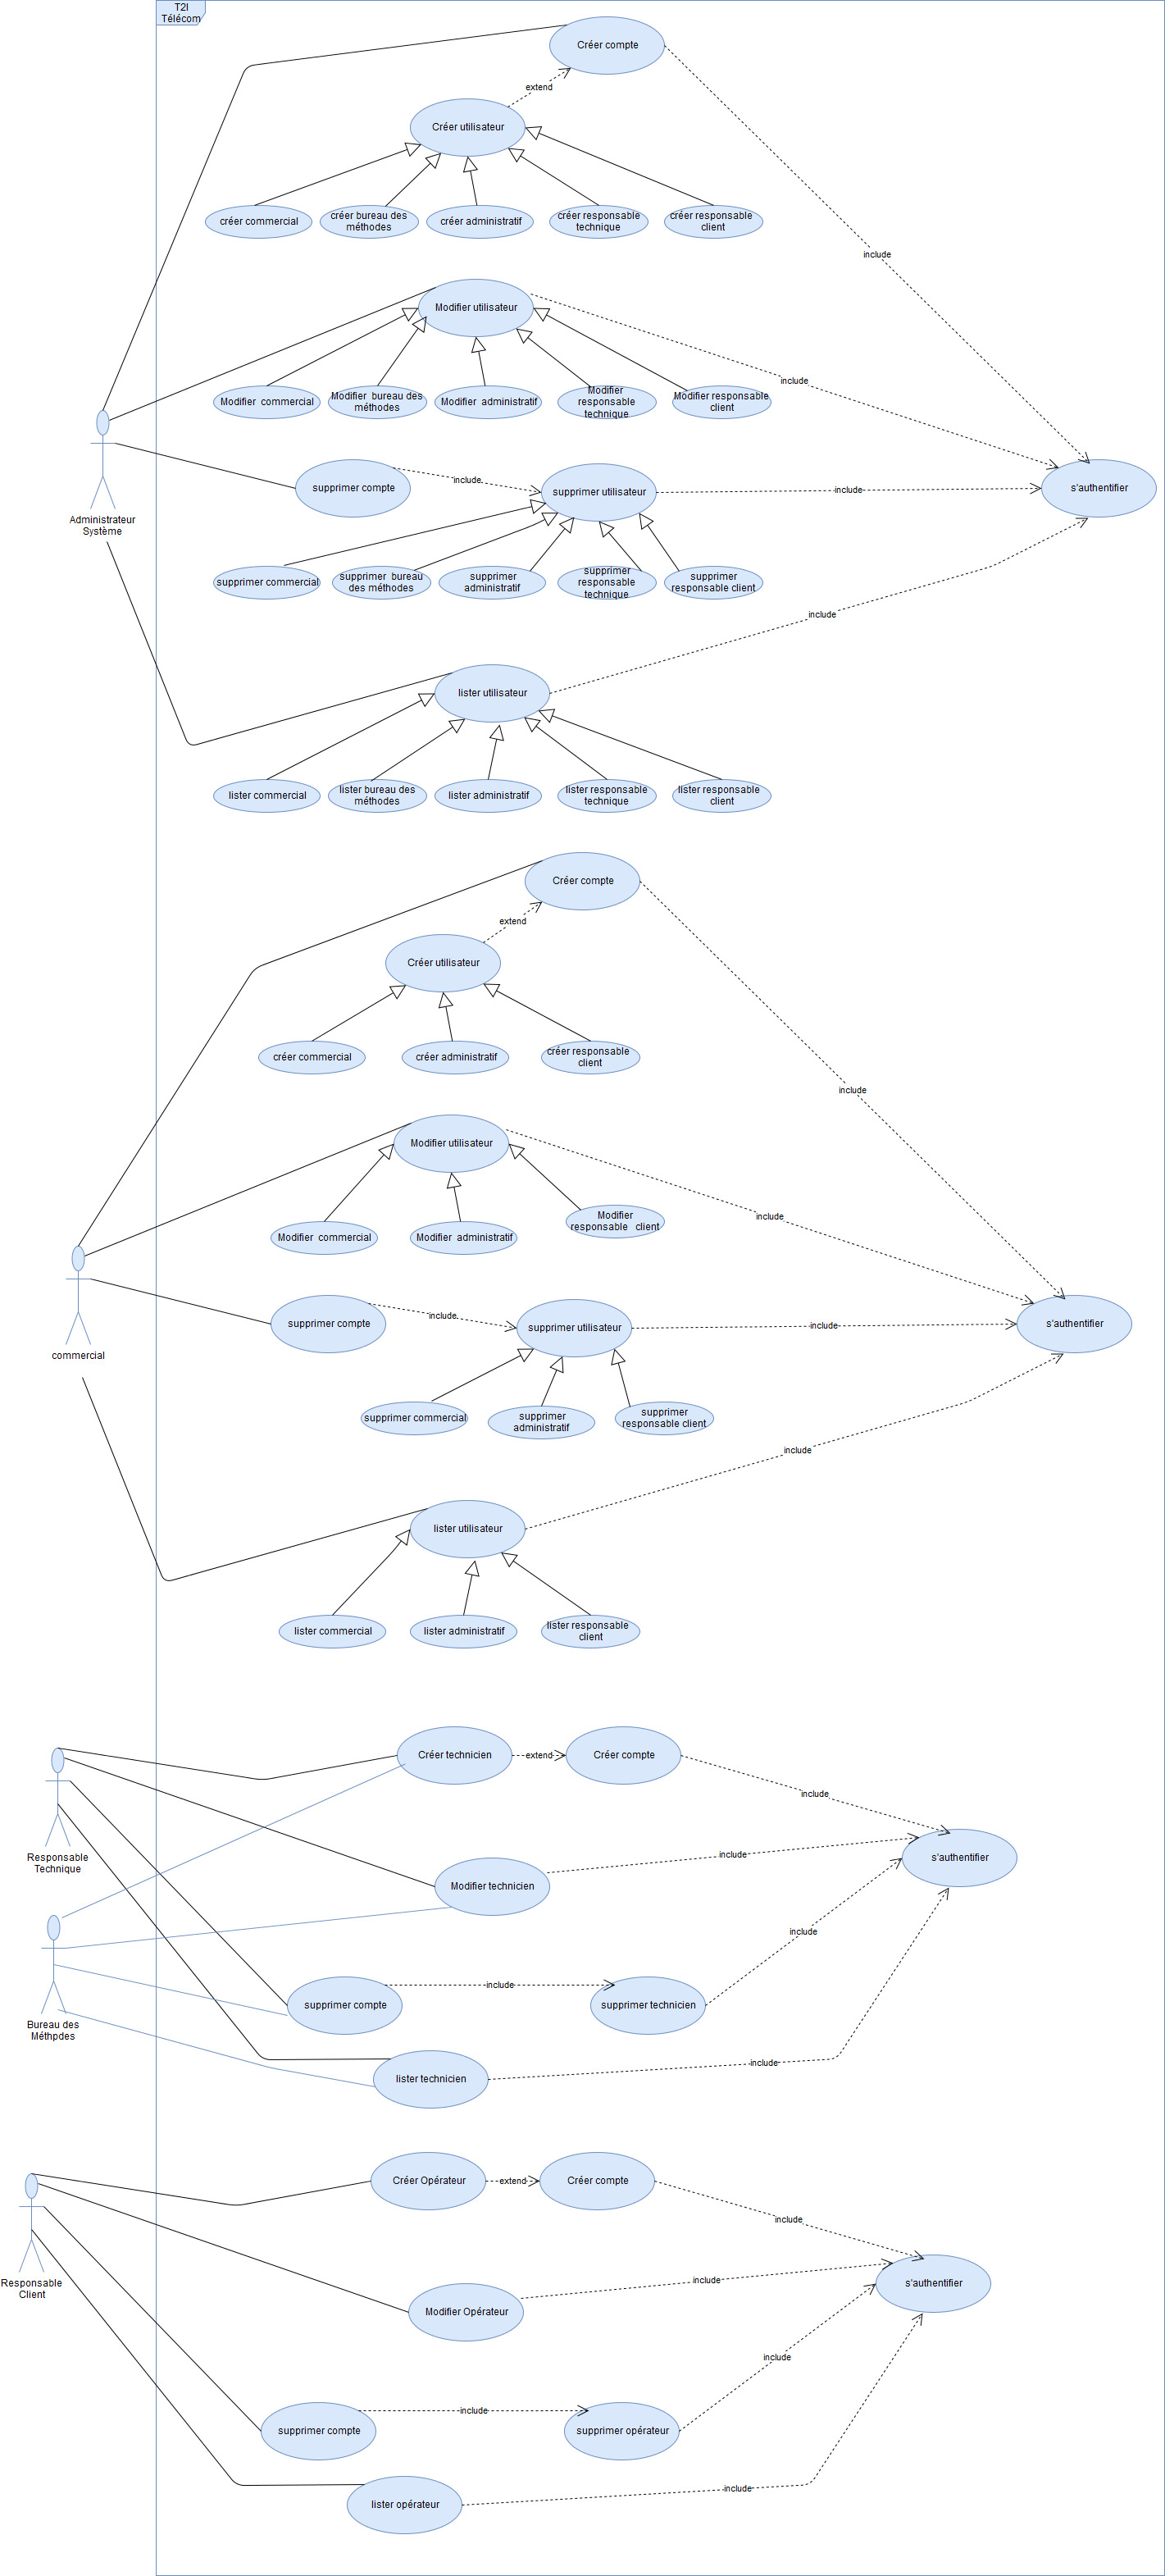 T2I
Télécom
Créer compte
extend
Créer utilisateur
créer commercial
créer bureau des
méthodes
créer administratif
créer responsable
technique
créer responsable
client
include
Modifier utilisateur
include
Modifier  commercial
Modifier  bureau des
méthodes
Modifier  administratif
Modifier
responsable
technique
Modifier responsable
client
Administrateur
Système
supprimer compte
include
supprimer utilisateur
include
s'authentifier
supprimer commercial
supprimer  bureau
des méthodes
supprimer
administratif
supprimer
responsable
technique
supprimer
responsable client
include
lister utilisateur
lister commercial
lister bureau des
méthodes
lister administratif
lister responsable
technique
lister responsable
client
Créer compte
extend
Créer utilisateur
créer commercial
créer administratif
créer responsable
client
include
Modifier utilisateur
include
Modifier  commercial
Modifier  administratif
Modifier
responsable   client
commercial
supprimer compte
include
supprimer utilisateur
include
s'authentifier
supprimer commercial
supprimer
administratif
supprimer
responsable client
include
lister utilisateur
lister commercial
lister administratif
lister responsable
client
Créer technicien
extend
Créer compte
include
Responsable
Technique
include
s'authentifier
Modifier technicien
include
Bureau des
Méthpdes
supprimer compte
include
supprimer technicien
include
lister technicien
Créer Opérateur
extend
Créer compte
include
Responsable
Client
include
s'authentifier
Modifier Opérateur
include
supprimer compte
include
supprimer opérateur
include
lister opérateur